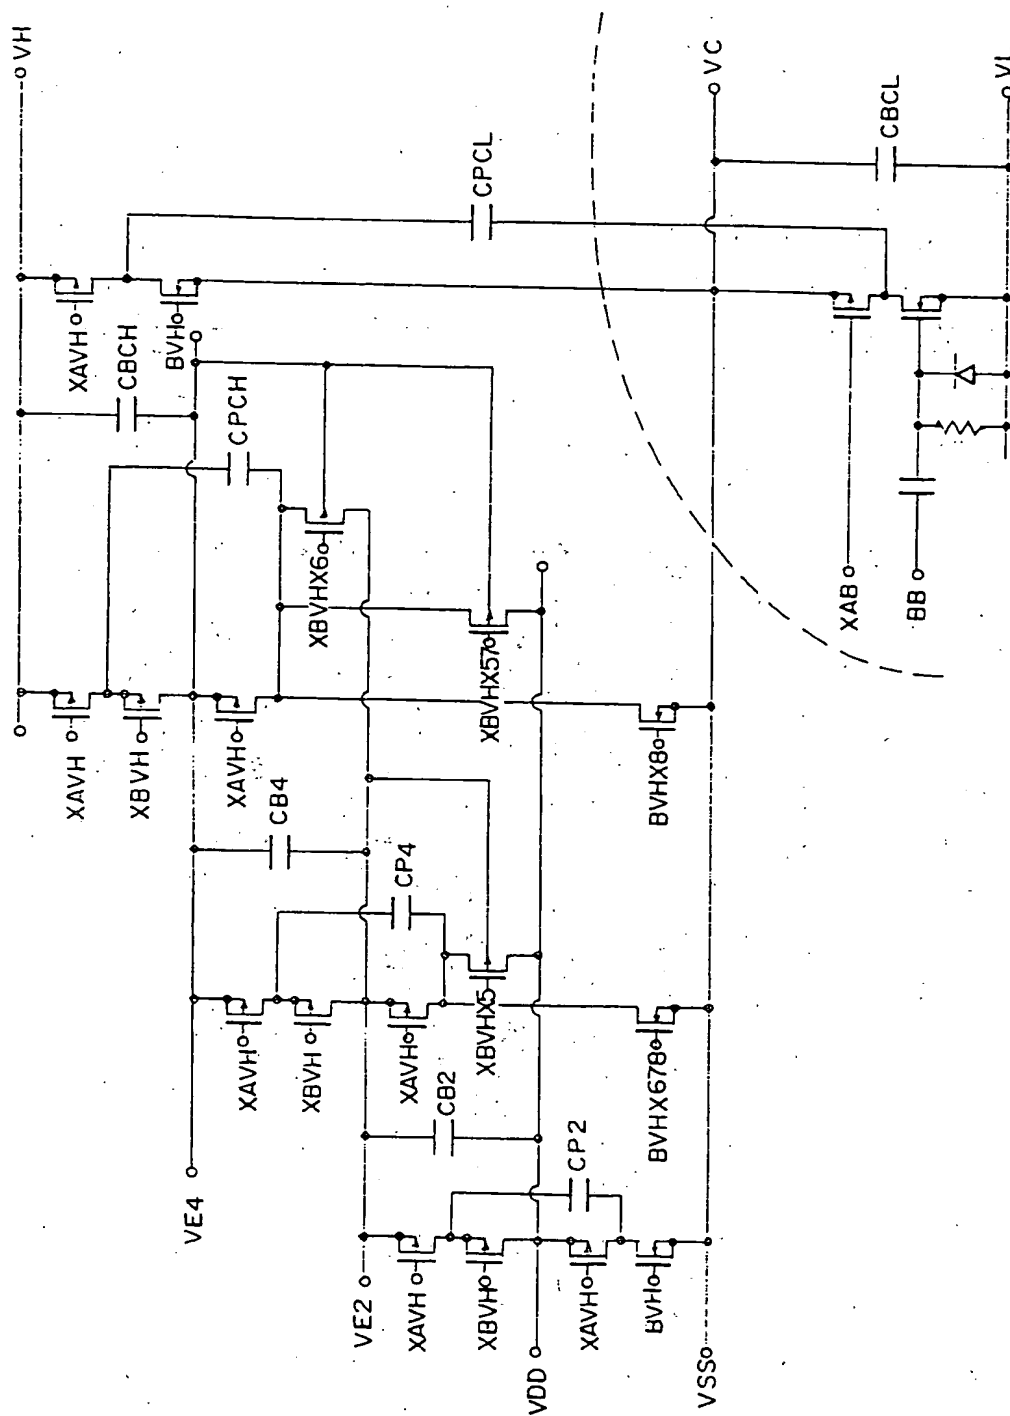 VH
XAVH
CBCH
BVH
CPCL
VC
CBCL
VL
XAVH
XBVH
XAVH
CPCH
XBVHX6
XBVHX57
BVHX8
XAB
BB
VE4
CB4
XAVH
XBVH
XAVH
CP4
XBVHX5
BVHX678
VE2
CB2
XAVH
XBVH
XAVH
BVH
CP2
VDD
VSS